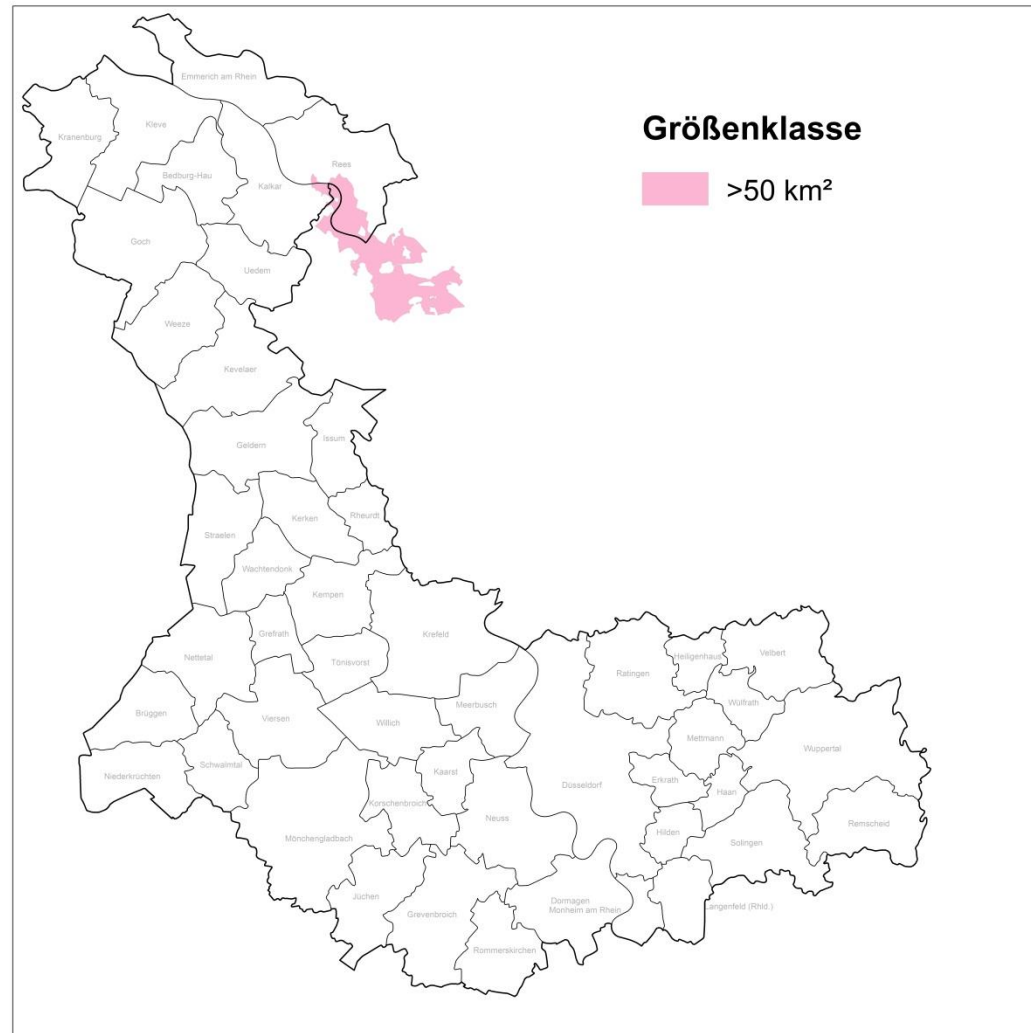 Größenklasse
>50 km²
Emmerich am Rhein
Kleve
Kranenburg
Rees
Bedburg-Hau
Kalkar
Goch
Uedem
Weeze
Kevelaer
Geldern
Issum
Straelen
Kerken
Rheurdt
Wachtendonk
Kempen
Grefrath
Krefeld
Nettetal
Tönisvorst
Ratingen
Heiligenhaus
Velbert
Brüggen
Viersen
Willich
Meerbusch
Wülfrath
Mettmann
Wuppertal
Niederkrüchten
Schwalmtal
Kaarst
Düsseldorf
Erkrath
Haan
Korschenbroich
Neuss
Mönchengladbach
Hilden
Solingen
Remscheid
Jüchen
Grevenbroich
Dormagen
Monheim am Rhein
Langenfeld (Rhld.)
Rommerskirchen